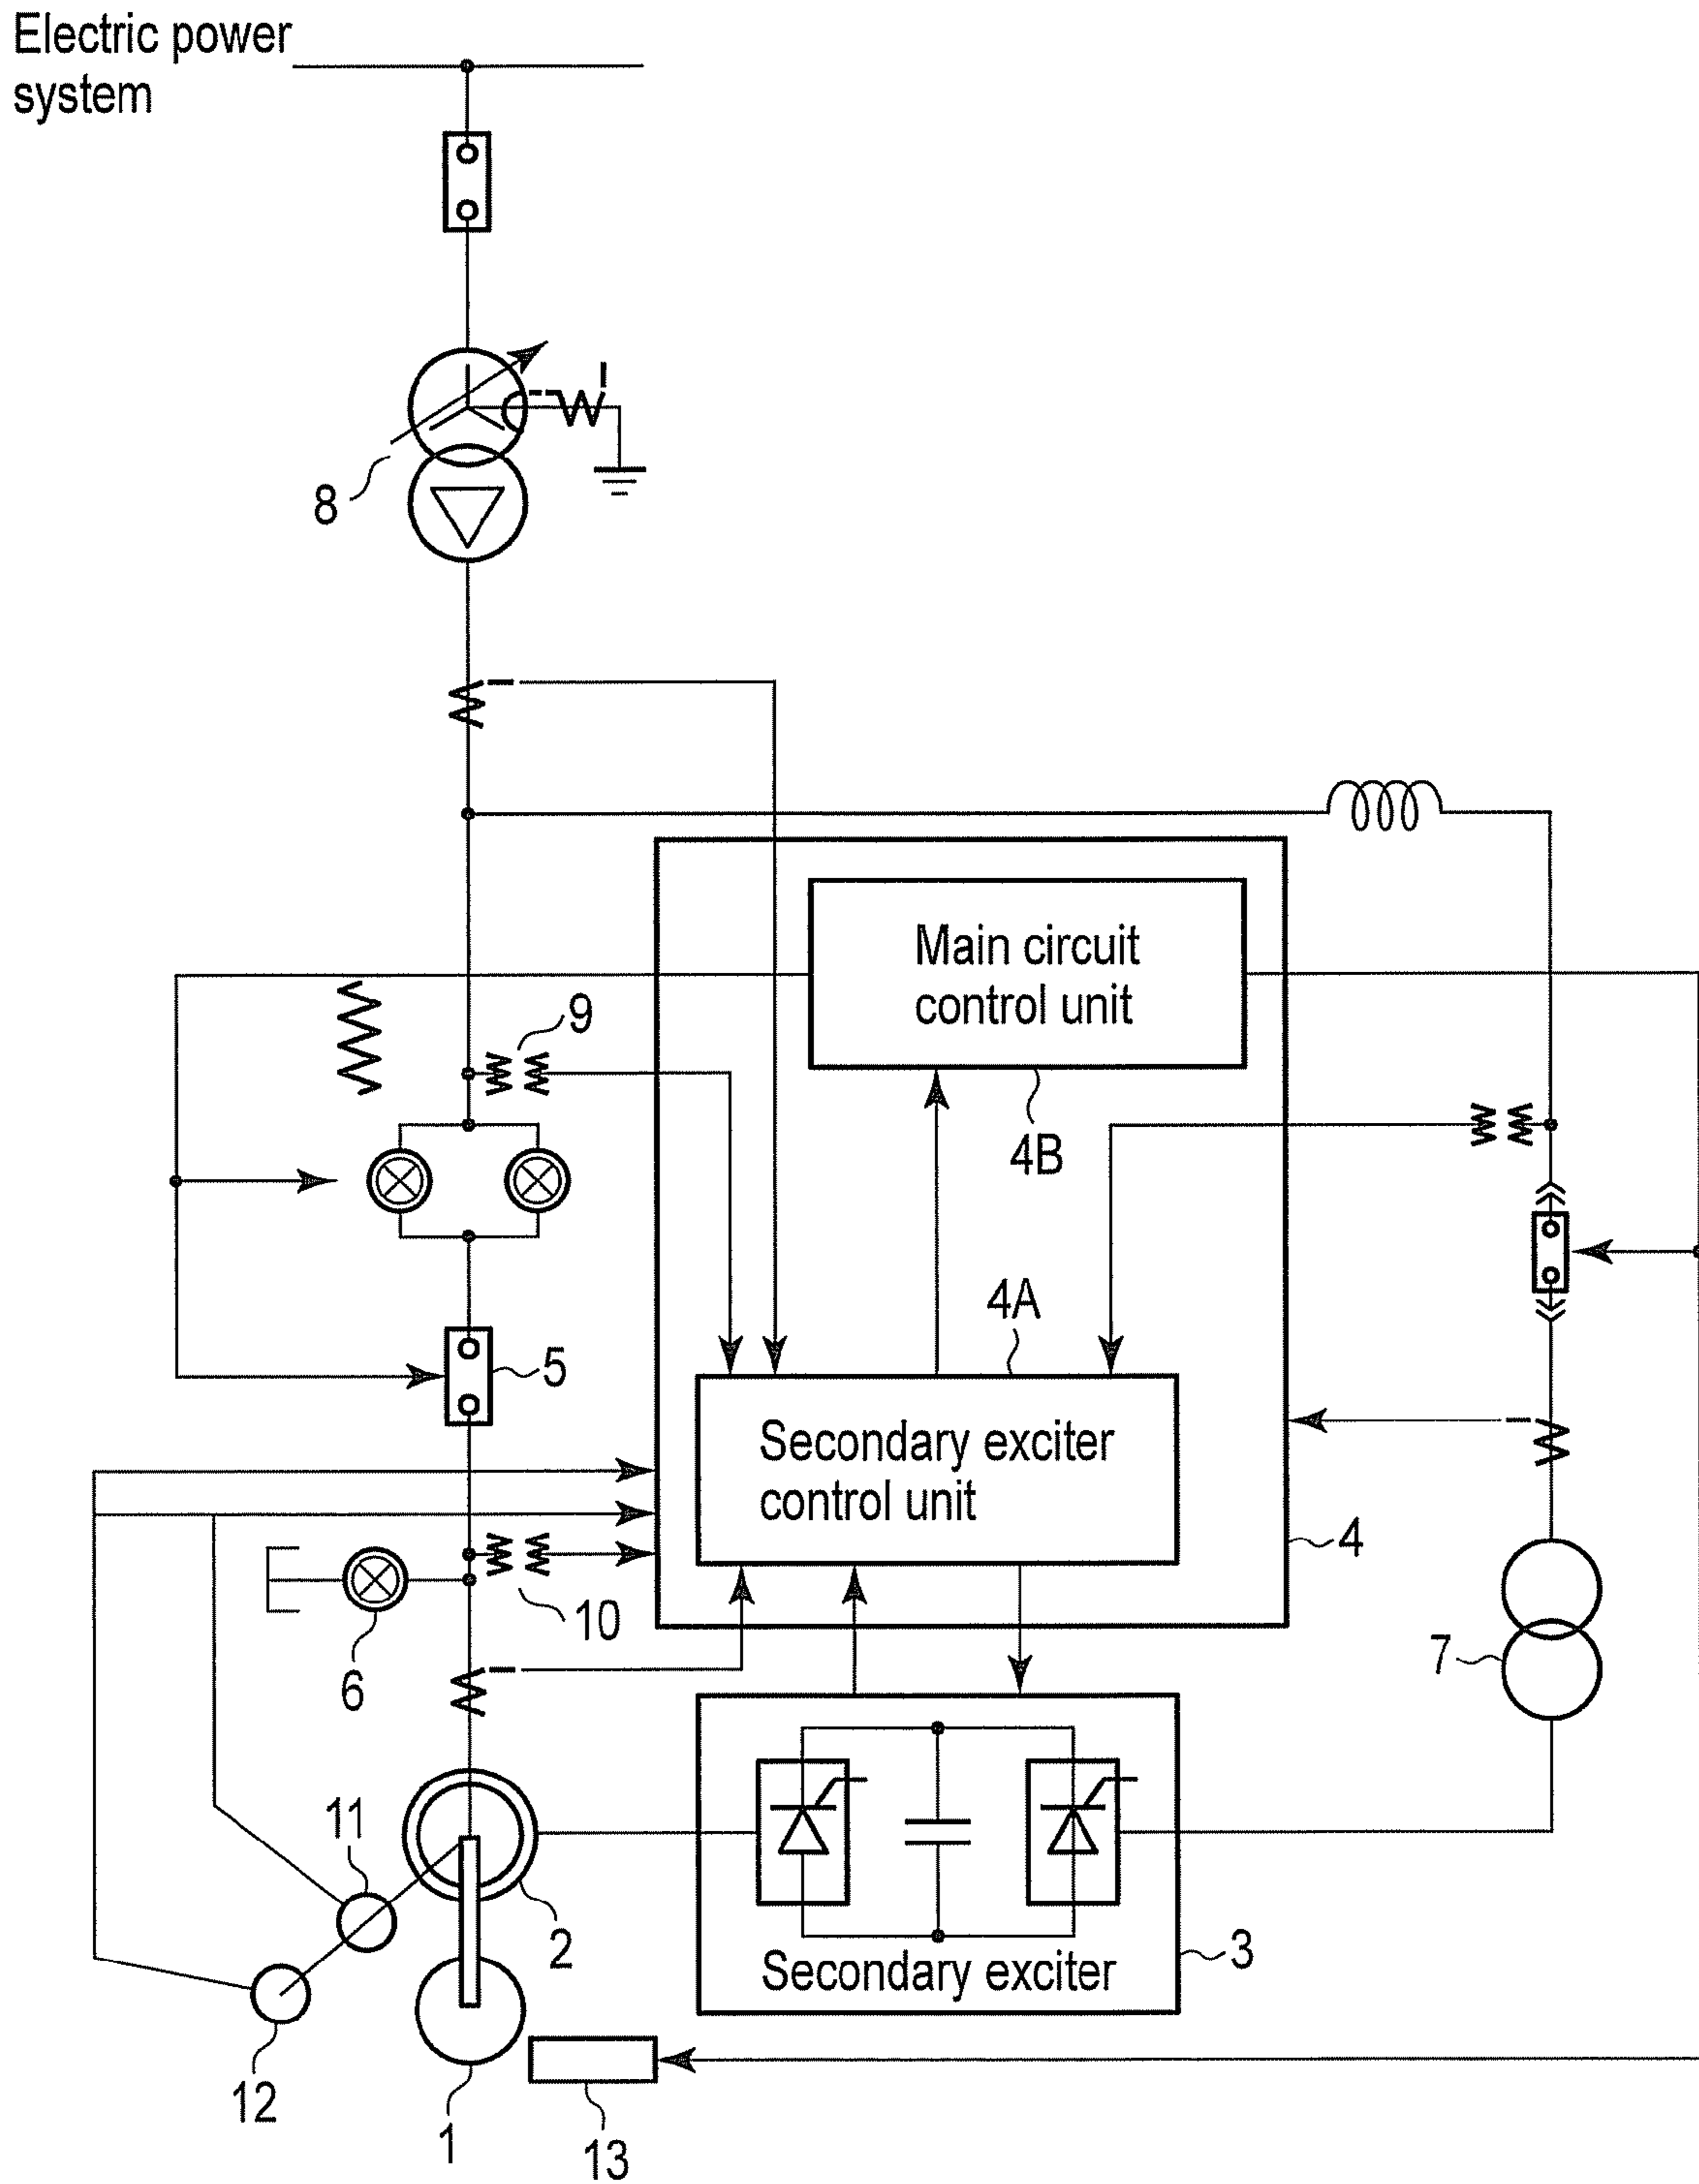 Electric power
system
8
9
Main circuit
control unit
4B
4A
5
Secondary exciter
control unit
4
10
6
7
11
2
3
Secondary exciter
12
1
13